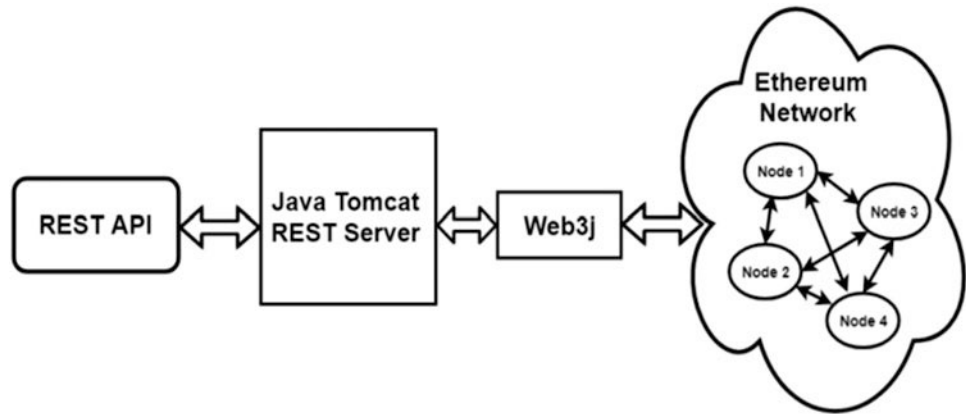 REST API
Java Tomcat
REST Server
Web3j
Ethereum
Network
Node 1
Node 3
Node 2
Node 4